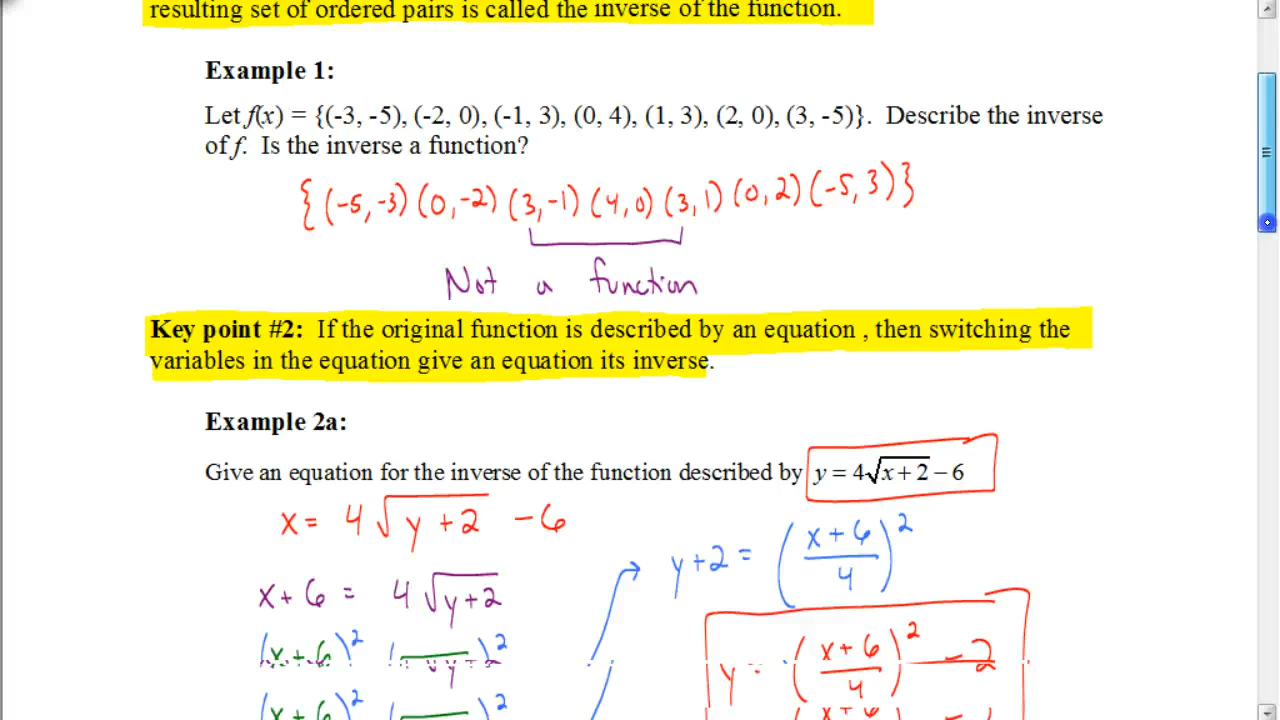 resulting set of ordered pairs is called the inverse of the function.
Example 1:
Let f(x) = {(-3, -5), (-2, 0), (-1, 3), (0, 4), (1, 3), (2, 0), (3, -5)}. Describe the inverse
of f. Is the inverse a function?
{(-5, -3) (0, -2) (3, -1) (4, 0) (3, 1) (0, 2) (-5, 3)}
Not a function
Key point #2: If the original function is described by an equation , then switching the
variables in the equation give an equation its inverse.
Example 2a:
Give an equation for the inverse of the function described by y = 4√(x+2) − 6
x = 4√(y+2) − 6
x + 6 = 4√(y+2)
y + 2 = ((x+6)/4)²
y = ((x+6)/4)² − 2